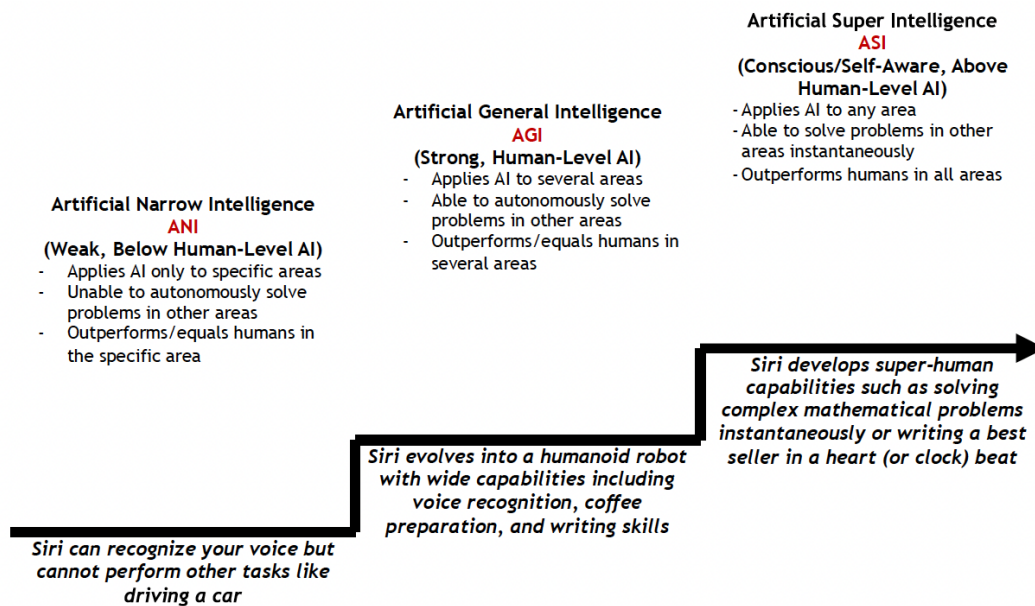 Artificial Narrow Intelligence
ANI
(Weak, Below Human-Level AI)
- Applies AI only to specific areas
- Unable to autonomously solve
problems in other areas
- Outperforms/equals humans in
the specific area
Siri can recognize your voice but
cannot perform other tasks like
driving a car
Artificial General Intelligence
AGI
(Strong, Human-Level AI)
- Applies AI to several areas
- Able to autonomously solve
problems in other areas
- Outperforms/equals humans in
several areas
Siri evolves into a humanoid robot
with wide capabilities including
voice recognition, coffee
preparation, and writing skills
Artificial Super Intelligence
ASI
(Conscious/Self-Aware, Above
Human-Level AI)
- Applies AI to any area
- Able to solve problems in other
areas instantaneously
- Outperforms humans in all areas
Siri develops super-human
capabilities such as solving
complex mathematical problems
instantaneously or writing a best
seller in a heart (or clock) beat